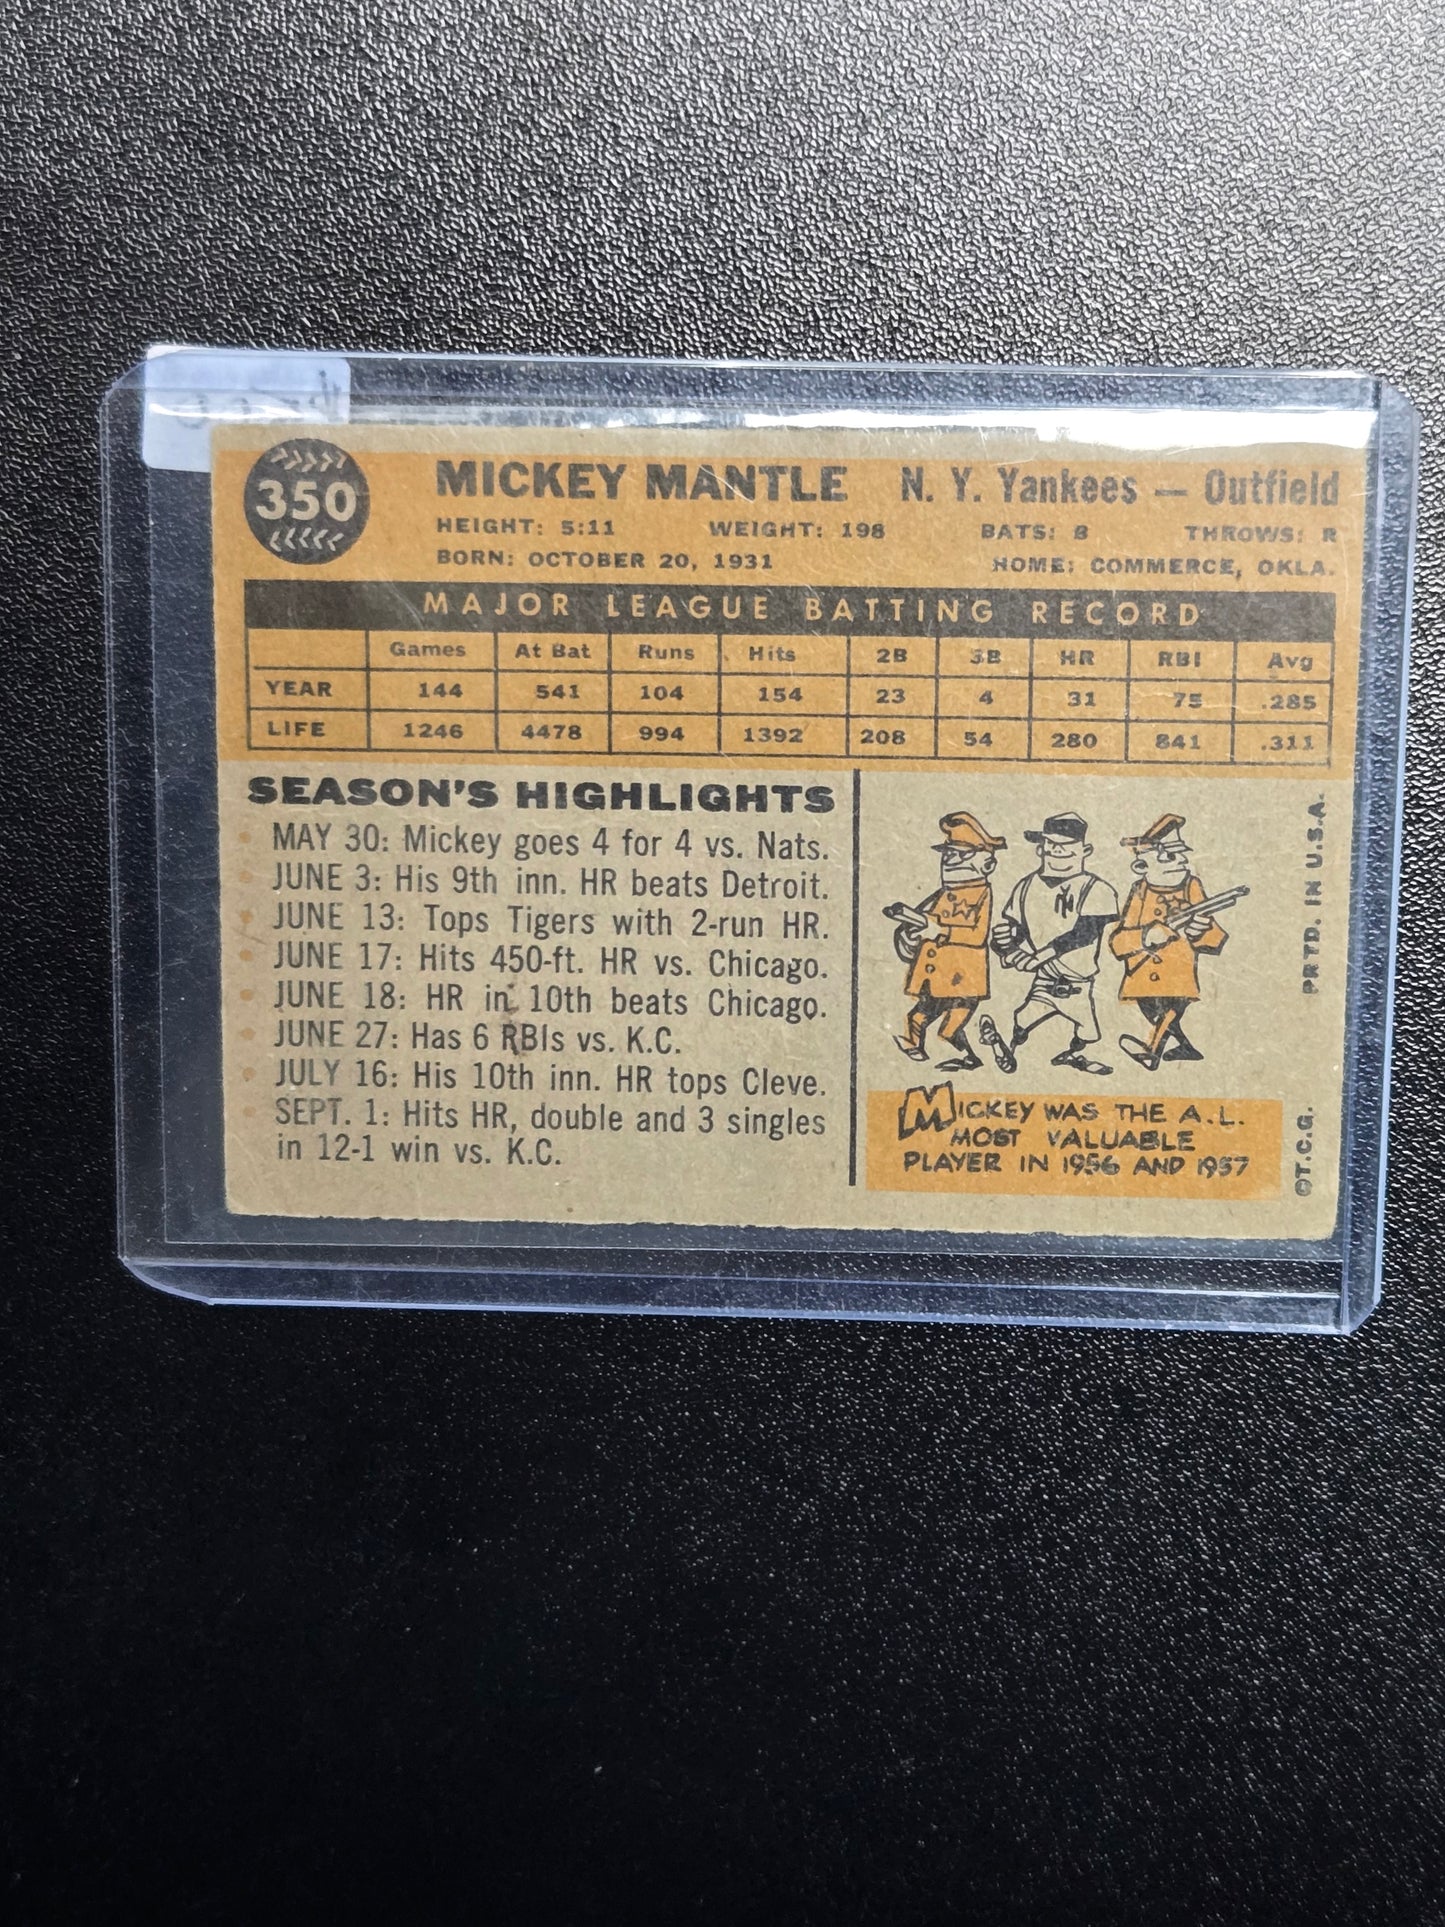 350
MICKEY MANTLE N. Y. Yankees — Outfield
HEIGHT: 5:11 WEIGHT: 198 BATS: B THROWS: R
BORN: OCTOBER 20, 1931 HOME: COMMERCE, OKLA.
MAJOR LEAGUE BATTING RECORD
Games At Bat Runs Hits 2B 3B HR RBI Avg
YEAR 144 541 104 154 23 4 31 75 .285
LIFE 1246 4478 994 1392 208 54 280 841 .311
SEASON'S HIGHLIGHTS
MAY 30: Mickey goes 4 for 4 vs. Nats.
JUNE 3: His 9th inn. HR beats Detroit.
JUNE 13: Tops Tigers with 2-run HR.
JUNE 17: Hits 450-ft. HR vs. Chicago.
JUNE 18: HR in 10th beats Chicago.
JUNE 27: Has 6 RBIs vs. K.C.
JULY 16: His 10th inn. HR tops Cleve.
SEPT. 1: Hits HR, double and 3 singles
in 12-1 win vs. K.C.
NY
MICKEY WAS THE A.L.
MOST VALUABLE
PLAYER IN 1956 AND 1957
©T.C.G. PRTD. IN U.S.A.